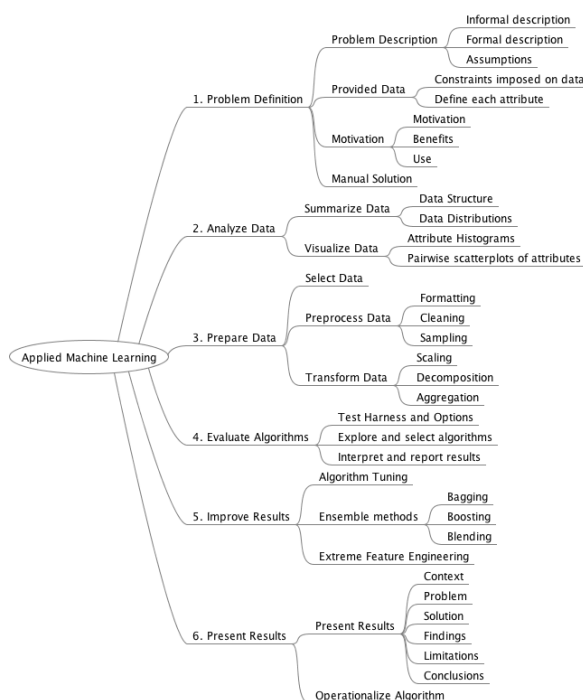 Applied Machine Learning
1. Problem Definition
Problem Description
Informal description
Formal description
Assumptions
Provided Data
Constraints imposed on data
Define each attribute
Motivation
Motivation
Benefits
Use
Manual Solution
2. Analyze Data
Summarize Data
Data Structure
Data Distributions
Visualize Data
Attribute Histograms
Pairwise scatterplots of attributes
3. Prepare Data
Select Data
Preprocess Data
Formatting
Cleaning
Sampling
Transform Data
Scaling
Decomposition
Aggregation
4. Evaluate Algorithms
Test Harness and Options
Explore and select algorithms
Interpret and report results
5. Improve Results
Algorithm Tuning
Ensemble methods
Bagging
Boosting
Blending
Extreme Feature Engineering
6. Present Results
Present Results
Context
Problem
Solution
Findings
Limitations
Conclusions
Operationalize Algorithm